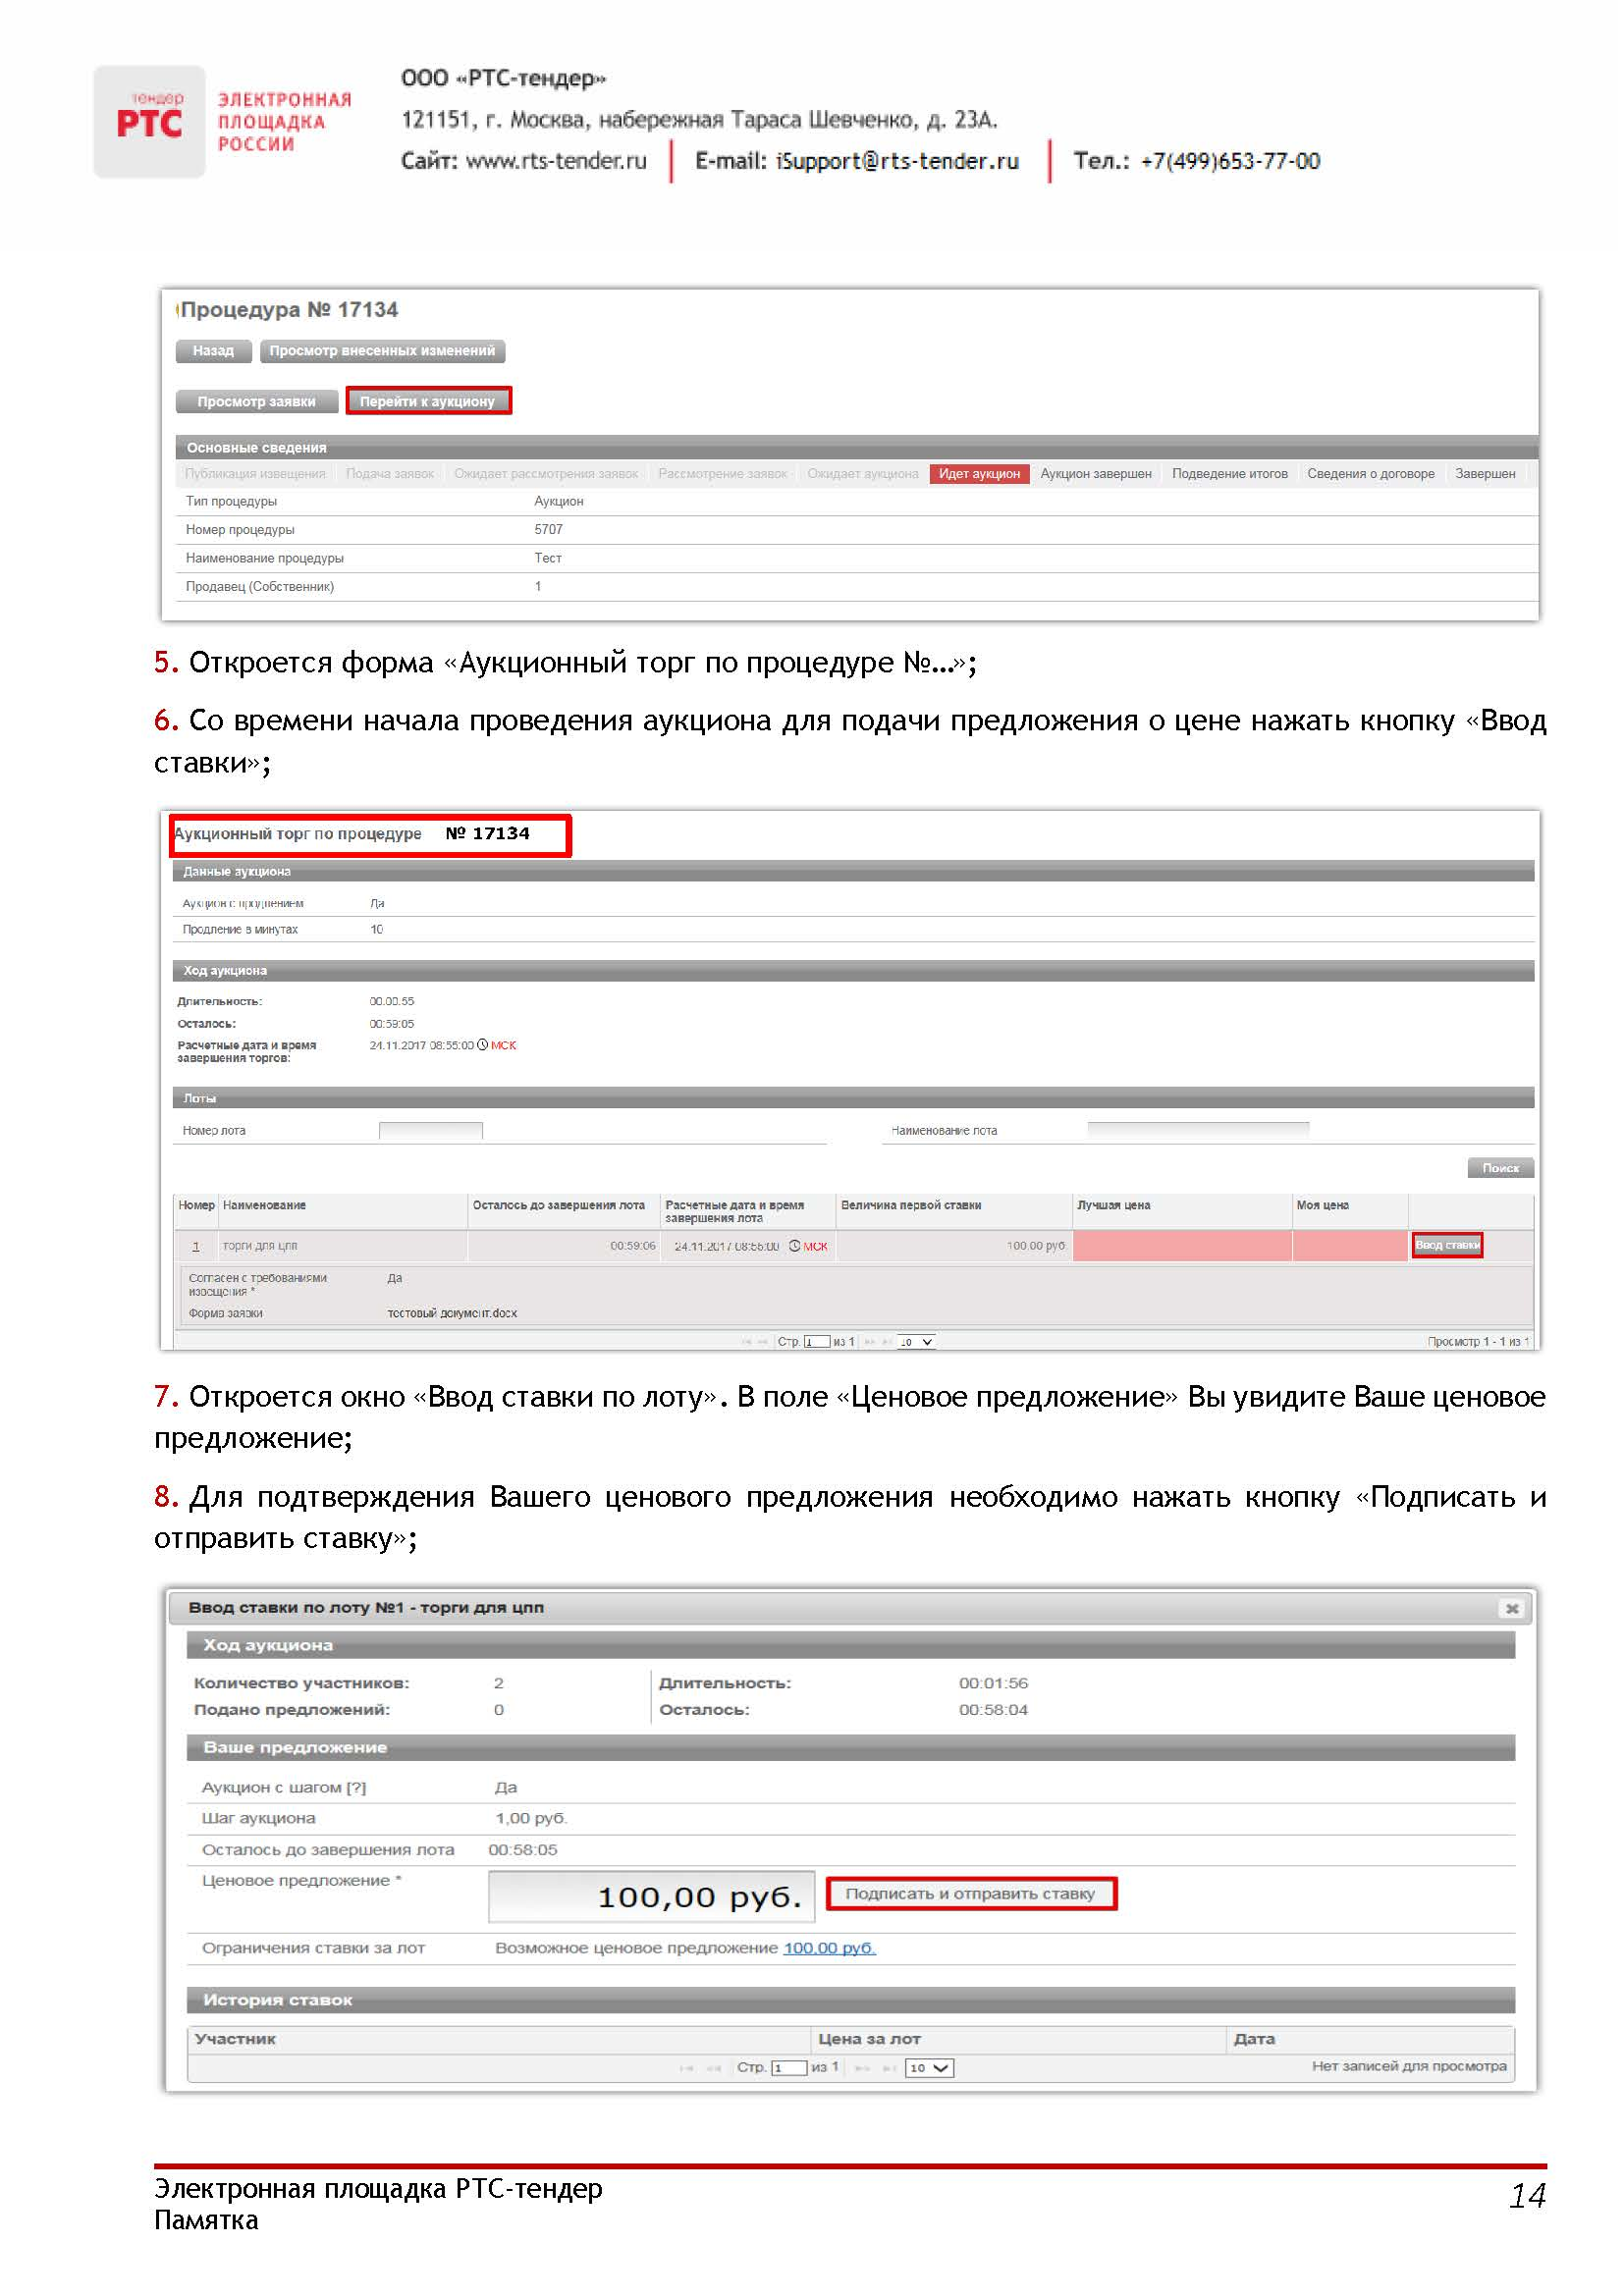 тендер
РТС
ЭЛЕКТРОННАЯ
ПЛОЩАДКА
РОССИИ
ООО «РТС-тендер»
121151, г. Москва, набережная Тараса Шевченко, д. 23А.
Сайт: www.rts-tender.ru E-mail: iSupport@rts-tender.ru Тел.: +7(499)653-77-00
Процедура № 17134
Назад Просмотр внесенных изменений
Просмотр заявки Перейти к аукциону
Основные сведения
Публикация извещения Подача заявок Ожидает рассмотрения заявок Рассмотрение заявок Ожидает аукциона Идет аукцион Аукцион завершен Подведение итогов Сведения о договоре Завершен
Тип процедуры Аукцион
Номер процедуры 5707
Наименование процедуры Тест
Продавец (Собственник) 1
5. Откроется форма «Аукционный торг по процедуре №…»;
6. Со времени начала проведения аукциона для подачи предложения о цене нажать кнопку «Ввод
ставки»;
Аукционный торг по процедуре № 17134
Данные аукциона
Аукцион с продлением Да
Продление в минутах 10
Ход аукциона
Длительность: 00:00:55
Осталось: 00:59:05
Расчетные дата и время
завершения торгов: 24.11.2017 08:55:00 МСК
Лоты
Номер лота Наименование лота
Поиск
Номер Наименование Осталось до завершения лота Расчетные дата и время
завершения лота Величина первой ставки Лучшая цена Моя цена
1 торги для цпп 00:59:06 24.11.2017 08:55:00 МСК 100,00 руб. Ввод ставки
Согласен с требованиями
извещения * Да
Форма заявки тестовый документ.docx
Стр. 1 из 1 10 Просмотр 1 - 1 из 1
7. Откроется окно «Ввод ставки по лоту». В поле «Ценовое предложение» Вы увидите Ваше ценовое
предложение;
8. Для подтверждения Вашего ценового предложения необходимо нажать кнопку «Подписать и
отправить ставку»;
Ввод ставки по лоту №1 - торги для цпп
Ход аукциона
Количество участников: 2 Длительность: 00:01:56
Подано предложений: 0 Осталось: 00:58:04
Ваше предложение
Аукцион с шагом [?] Да
Шаг аукциона 1,00 руб.
Осталось до завершения лота 00:58:05
Ценовое предложение * 100,00 руб. Подписать и отправить ставку
Ограничения ставки за лот Возможное ценовое предложение 100,00 руб.
История ставок
Участник Цена за лот Дата
Стр. 1 из 1 10 Нет записей для просмотра
Электронная площадка РТС-тендер
Памятка
14